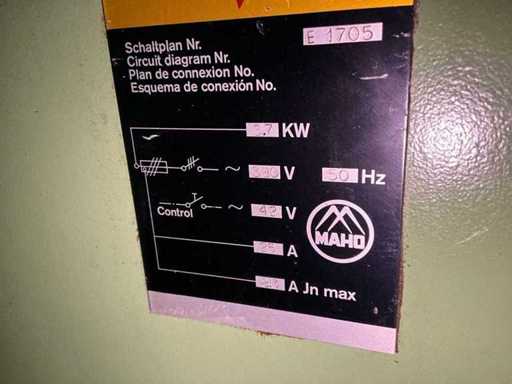 Schaltplan Nr.
Circuit diagram Nr.
Plan de connexion No.
Esquema de conexión No.
E 1705
KW
~ V 50 Hz
Control ~ 42 V
MAHO
25 A
A Jn max